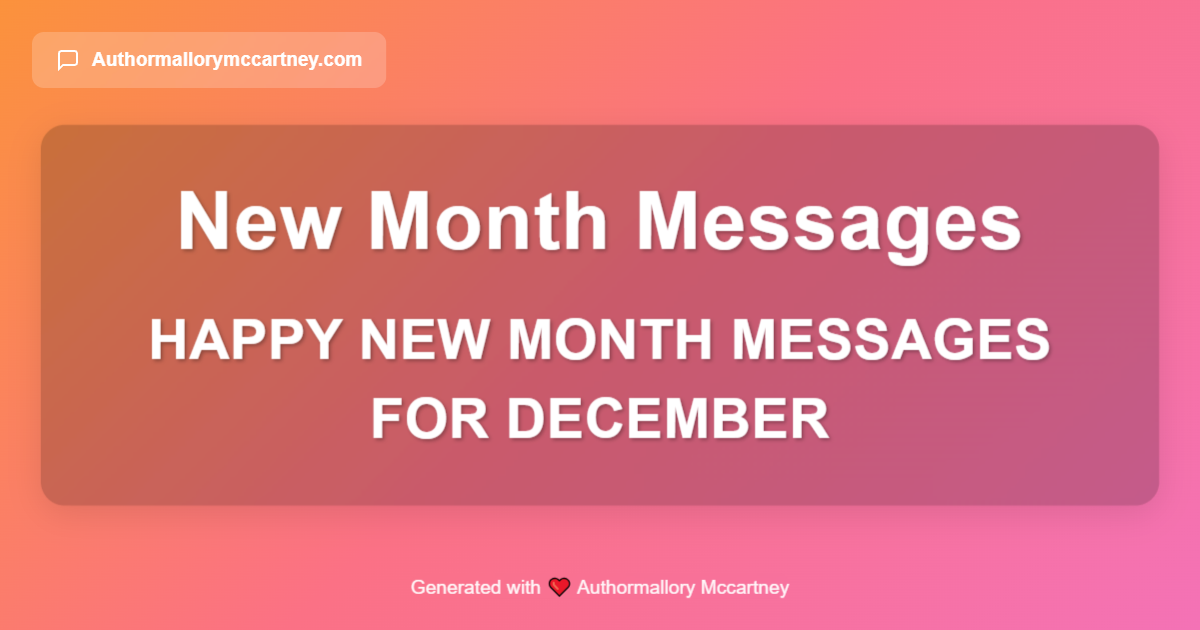 Authormallorymccartney.com
New Month Messages
HAPPY NEW MONTH MESSAGES
FOR DECEMBER
Generated with ❤️ Authormallory Mccartney